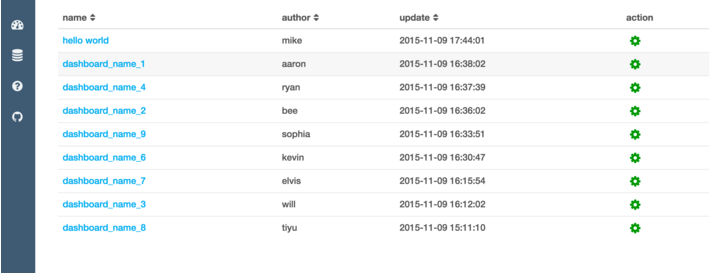 name author update action
hello world mike 2015-11-09 17:44:01
dashboard_name_1 aaron 2015-11-09 16:38:02
dashboard_name_4 ryan 2015-11-09 16:37:39
dashboard_name_2 bee 2015-11-09 16:36:02
dashboard_name_9 sophia 2015-11-09 16:33:51
dashboard_name_6 kevin 2015-11-09 16:30:47
dashboard_name_7 elvis 2015-11-09 16:15:54
dashboard_name_3 will 2015-11-09 16:12:02
dashboard_name_8 tiyu 2015-11-09 15:11:10